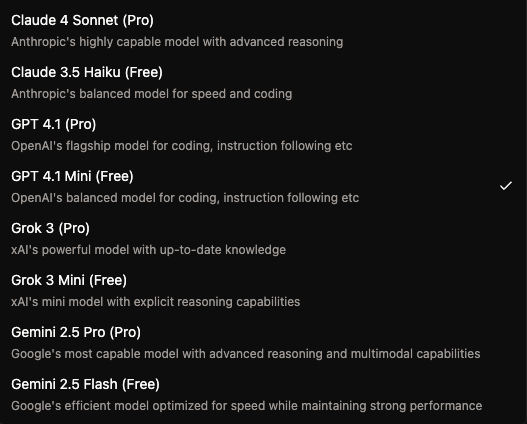 Claude 4 Sonnet (Pro)
Anthropic's highly capable model with advanced reasoning
Claude 3.5 Haiku (Free)
Anthropic's balanced model for speed and coding
GPT 4.1 (Pro)
OpenAI's flagship model for coding, instruction following etc
GPT 4.1 Mini (Free)
OpenAI's balanced model for coding, instruction following etc
Grok 3 (Pro)
xAI's powerful model with up-to-date knowledge
Grok 3 Mini (Free)
xAI's mini model with explicit reasoning capabilities
Gemini 2.5 Pro (Pro)
Google's most capable model with advanced reasoning and multimodal capabilities
Gemini 2.5 Flash (Free)
Google's efficient model optimized for speed while maintaining strong performance